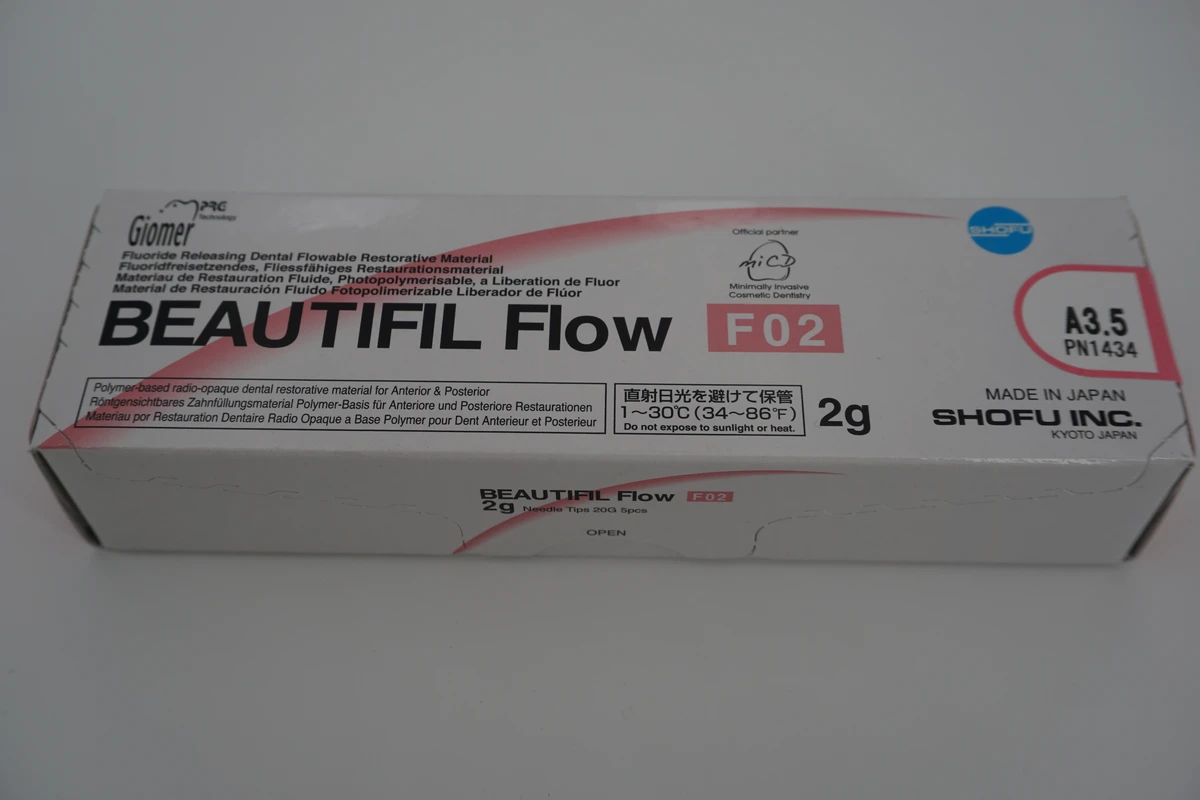 PRG
Technology
Giomer
Fluoride Releasing Dental Flowable Restorative Material
Fluoridfreisetzendes, Fliessfähiges Restaurationsmaterial
Materiau de Restauration Fluide, Photopolymerisable, a Liberation de Fluor
Material de Restauración Fluido Fotopolimerizable Liberador de Flúor
BEAUTIFIL Flow F02
Official partner
MiCD
Minimally Invasive
Cosmetic Dentistry
SHOFU
A3.5
PN1434
Polymer-based radio-opaque dental restorative material for Anterior & Posterior
Röntgensichtbares Zahnfüllungsmaterial Polymer-Basis für Anteriore und Posteriore Restaurationen
Materiau por Restauration Dentaire Radio Opaque a Base Polymer pour Dent Anterieur et Posterieur
直射日光を避けて保管
1～30℃（34～86℉）
Do not expose to sunlight or heat.
2g
MADE IN JAPAN
SHOFU INC.
KYOTO JAPAN
BEAUTIFIL Flow F02
2g Needle Tips 20G 5pcs
OPEN